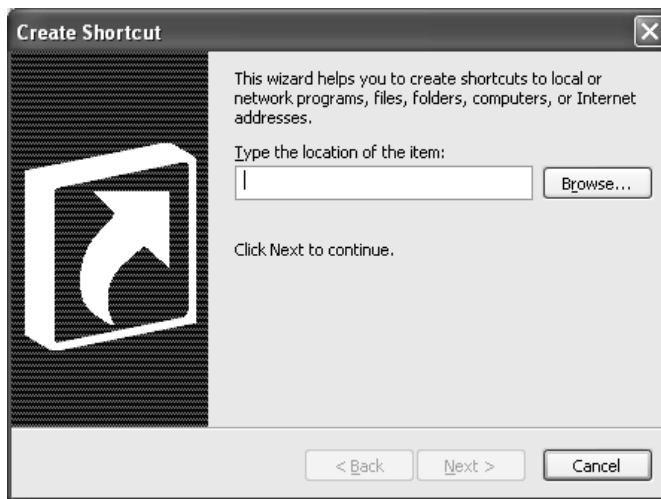 Create Shortcut
This wizard helps you to create shortcuts to local or
network programs, files, folders, computers, or Internet
addresses.
Type the location of the item:
Browse...
Click Next to continue.
< Back
Next >
Cancel